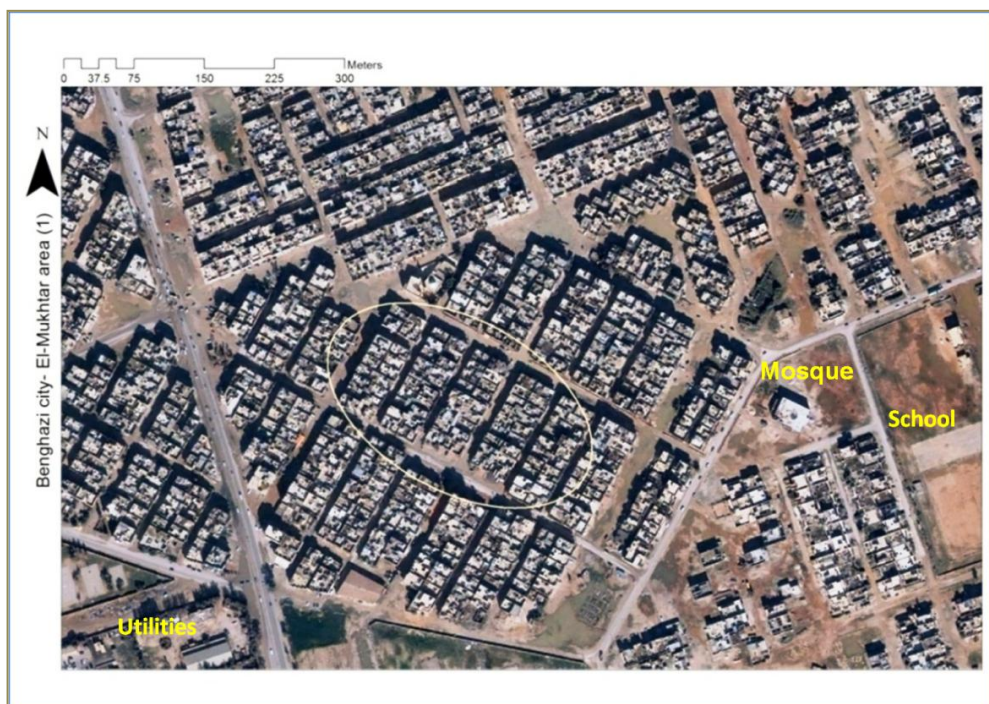 Meters
0 37.5 75 150 225 300
N
Benghazi city- El-Mukhtar area (1)
Mosque
School
Utilities